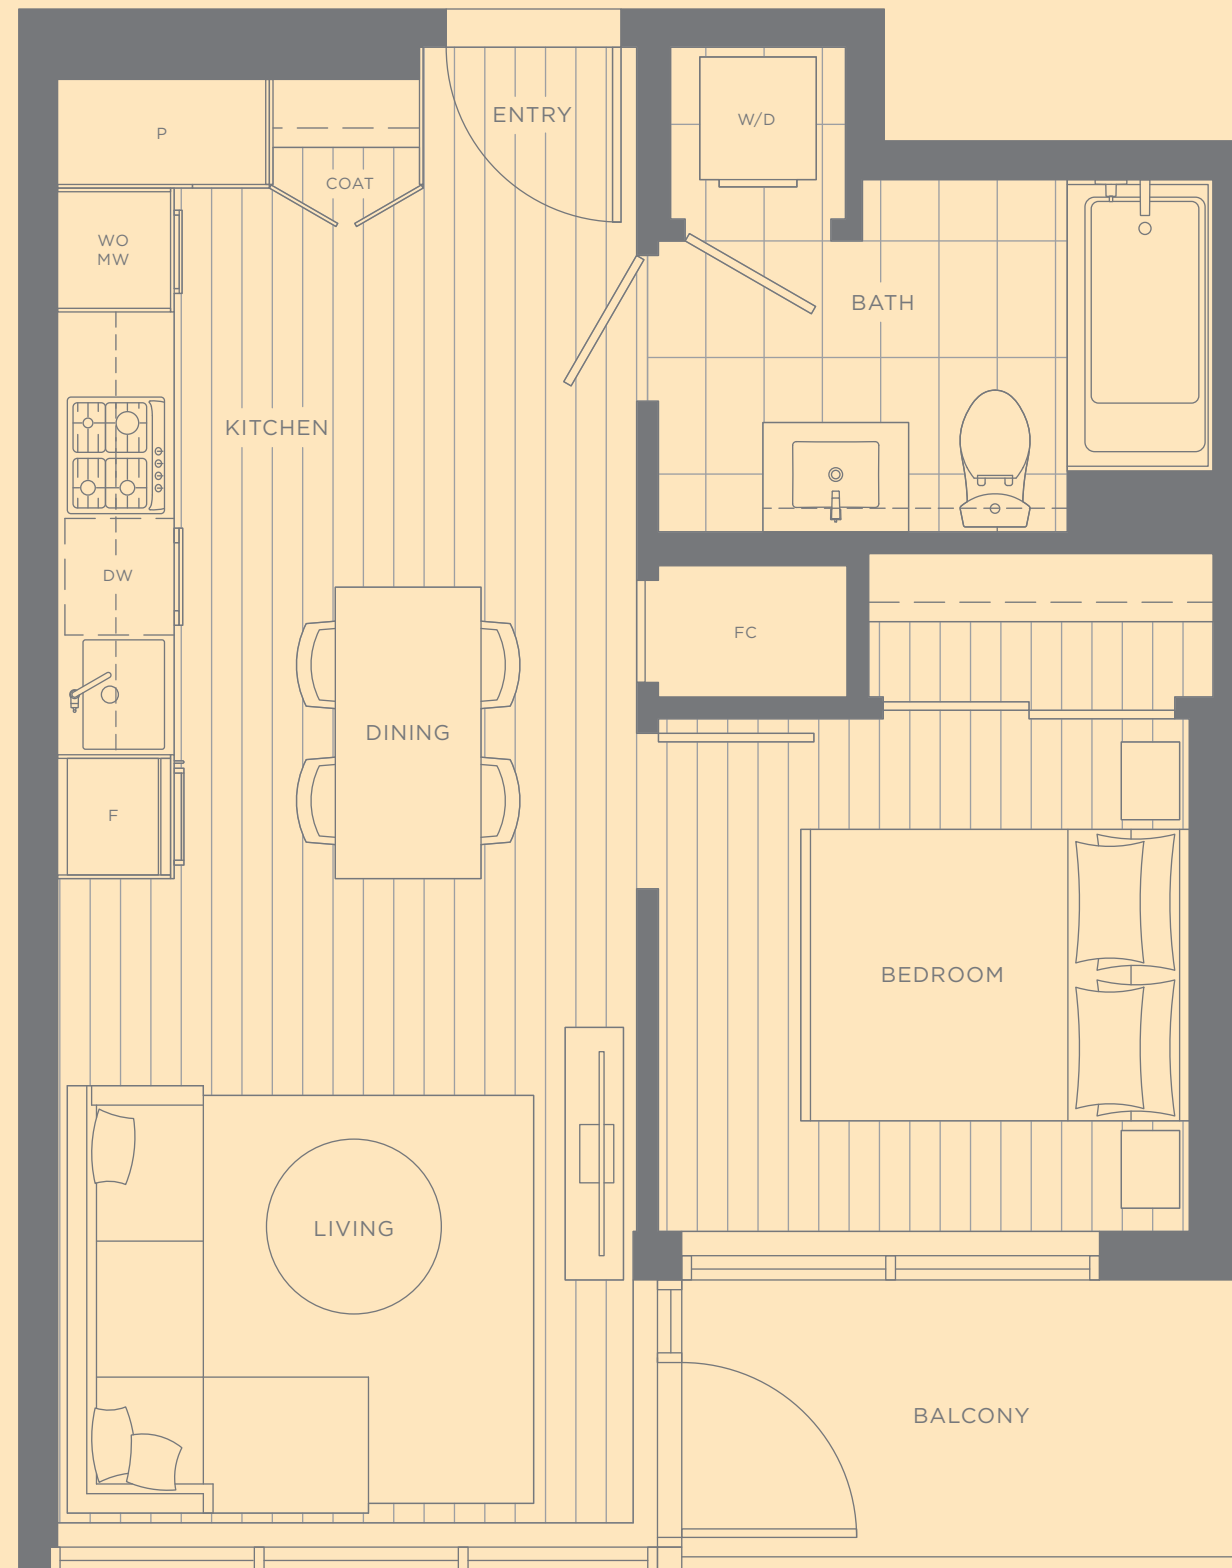 ENTRY
W/D
P
COAT
WO
MW
BATH
KITCHEN
DW
FC
DINING
F
BEDROOM
LIVING
BALCONY